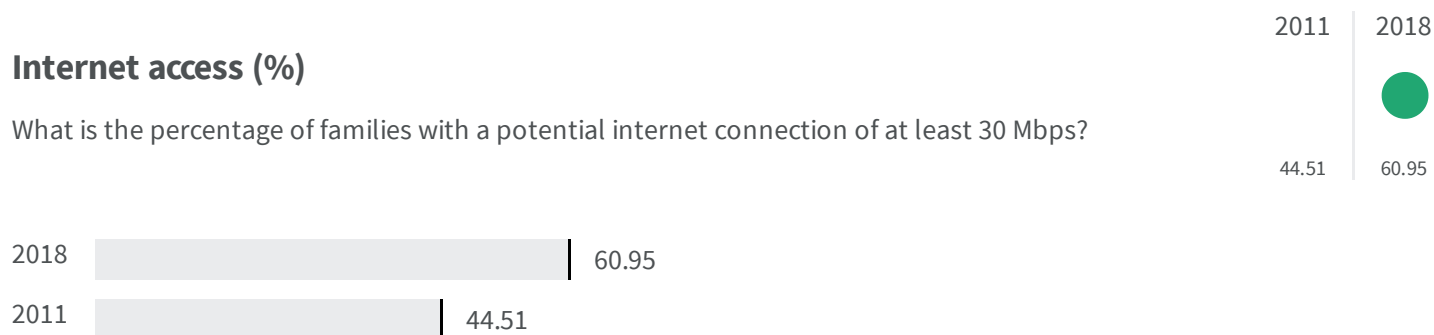 2011 2018
Internet access (%)
What is the percentage of families with a potential internet connection of at least 30 Mbps?
44.51 60.95
2018 60.95
2011 44.51